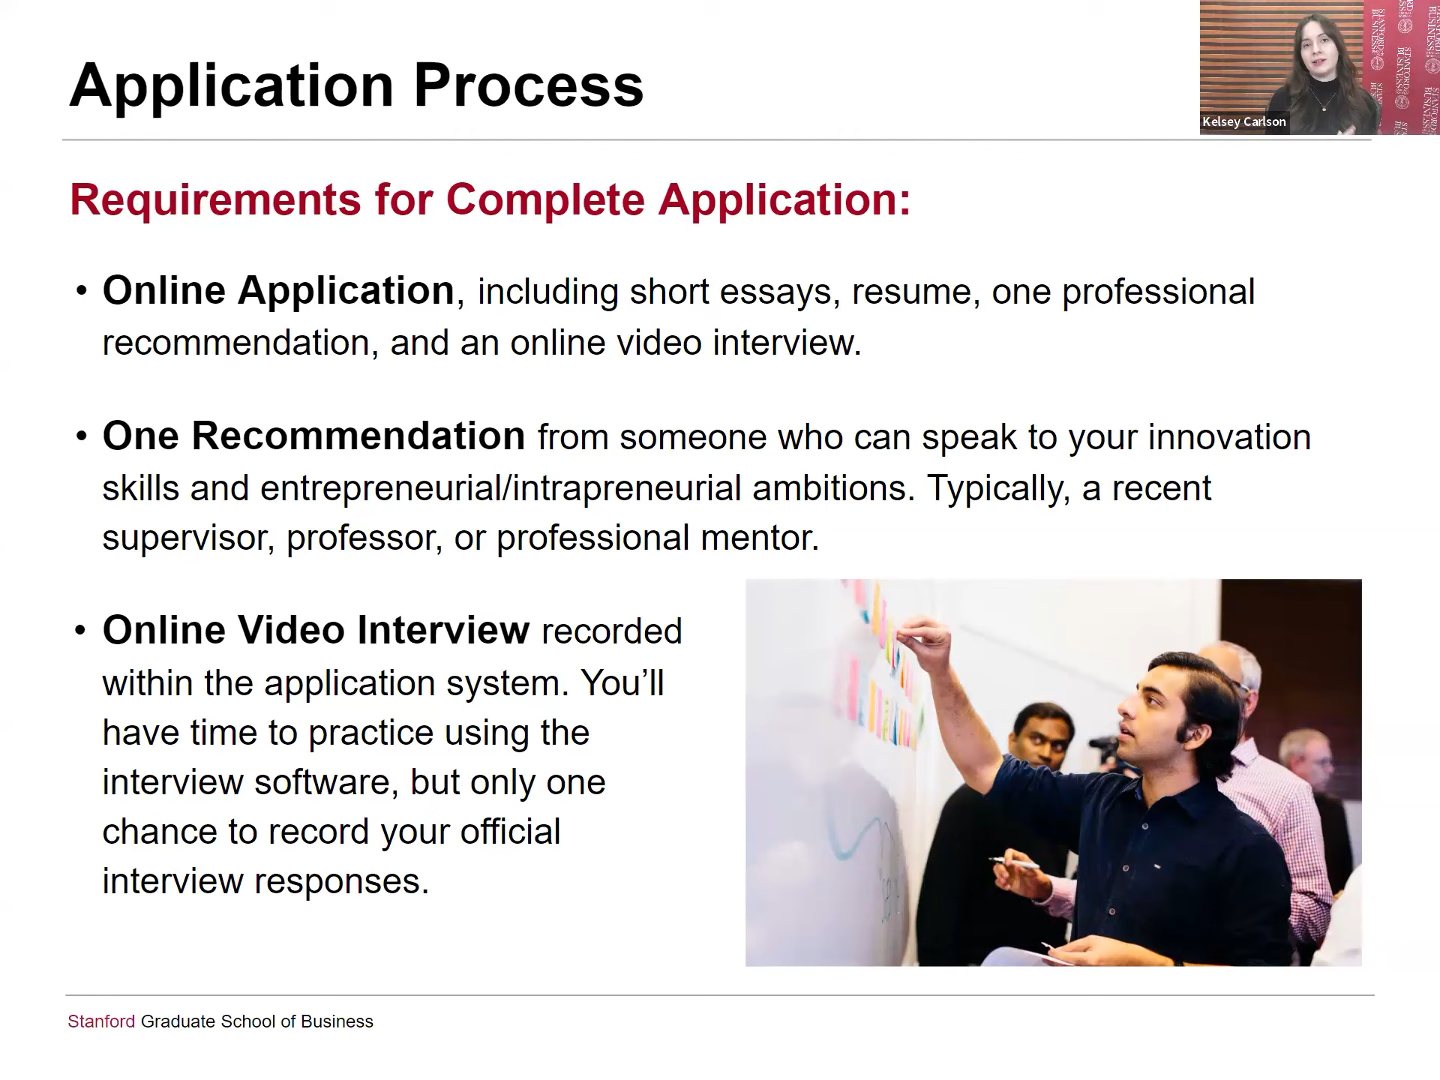 Application Process
Kelsey Carlson
Requirements for Complete Application:
• Online Application, including short essays, resume, one professional
recommendation, and an online video interview.
• One Recommendation from someone who can speak to your innovation
skills and entrepreneurial/intrapreneurial ambitions. Typically, a recent
supervisor, professor, or professional mentor.
• Online Video Interview recorded
within the application system. You’ll
have time to practice using the
interview software, but only one
chance to record your official
interview responses.
Stanford Graduate School of Business